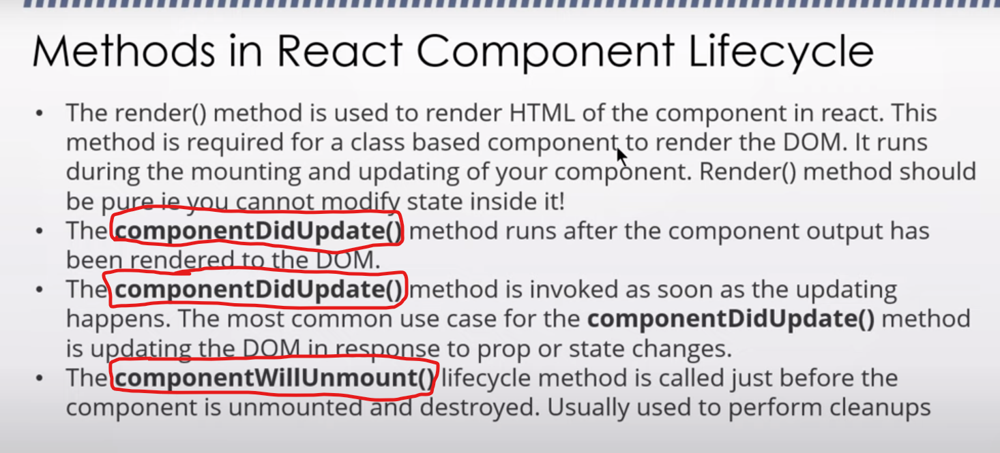 Methods in React Component Lifecycle
• The render() method is used to render HTML of the component in react. This
method is required for a class based component to render the DOM. It runs
during the mounting and updating of your component. Render() method should
be pure ie you cannot modify state inside it!
• The componentDidUpdate() method runs after the component output has
been rendered to the DOM.
• The componentDidUpdate() method is invoked as soon as the updating
happens. The most common use case for the componentDidUpdate() method
is updating the DOM in response to prop or state changes.
• The componentWillUnmount() lifecycle method is called just before the
component is unmounted and destroyed. Usually used to perform cleanups